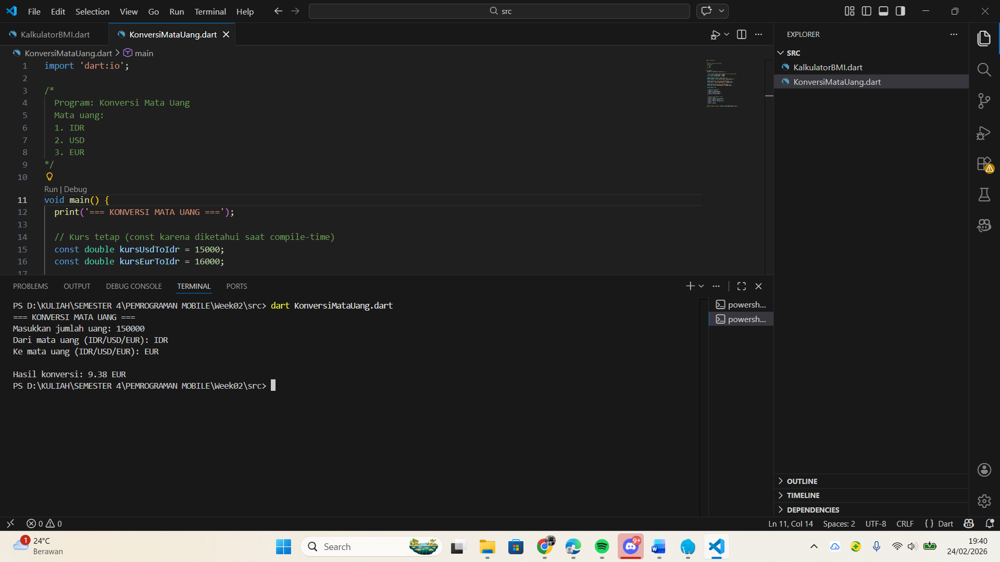 File Edit Selection View Go Run Terminal Help
src
KalkulatorBMI.dart
KonversiMataUang.dart
KonversiMataUang.dart > main
1 import 'dart:io';
2
3 /*
4 Program: Konversi Mata Uang
5 Mata uang:
6 1. IDR
7 2. USD
8 3. EUR
9 */
10
Run | Debug
11 void main() {
12 print('=== KONVERSI MATA UANG ===');
13
14 // Kurs tetap (const karena diketahui saat compile-time)
15 const double kursUsdToIdr = 15000;
16 const double kursEurToIdr = 16000;
17
EXPLORER
SRC
KalkulatorBMI.dart
KonversiMataUang.dart
OUTLINE
TIMELINE
DEPENDENCIES
PROBLEMS OUTPUT DEBUG CONSOLE TERMINAL PORTS
PS D:\KULIAH\SEMESTER 4\PEMROGRAMAN MOBILE\Week02\src> dart KonversiMataUang.dart
=== KONVERSI MATA UANG ===
Masukkan jumlah uang: 150000
Dari mata uang (IDR/USD/EUR): IDR
Ke mata uang (IDR/USD/EUR): EUR
Hasil konversi: 9.38 EUR
PS D:\KULIAH\SEMESTER 4\PEMROGRAMAN MOBILE\Week02\src>
powersh...
powersh...
0 0
Ln 11, Col 14 Spaces: 2 UTF-8 CRLF {} Dart
1
24°C
Berawan
Search
9+
19:40
24/02/2026